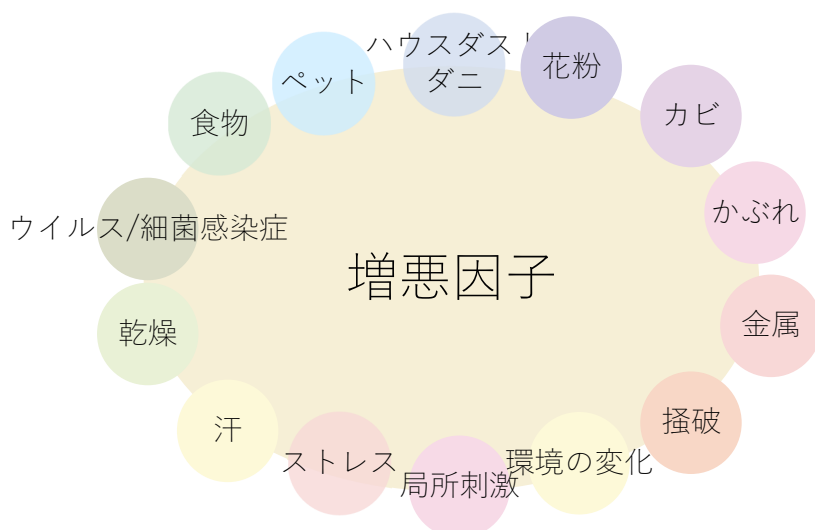 ハウスダスト
ダニ
花粉
カビ
かぶれ
金属
掻破
環境の変化
局所刺激
ストレス
汗
乾燥
ウイルス/細菌感染症
食物
ペット
増悪因子